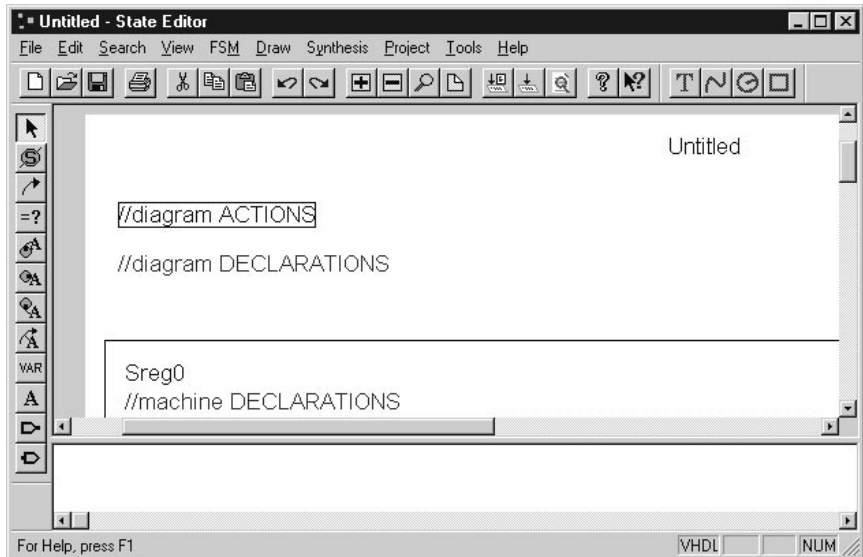 Untitled - State Editor
File Edit Search View FSM Draw Synthesis Project Tools Help
T
Untitled
S
//diagram ACTIONS
=?
A
//diagram DECLARATIONS
A
A
A
VAR
Sreg0
A
//machine DECLARATIONS
For Help, press F1
VHDL
NUM